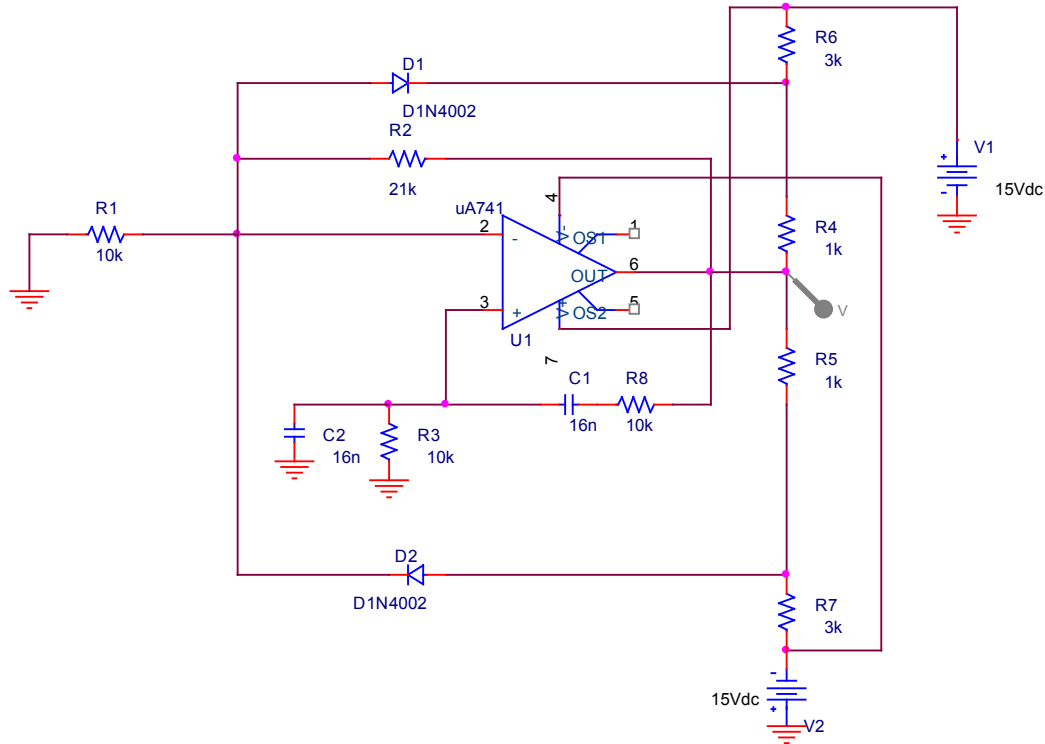 R6
3k
D1
D1N4002
R2
21k
V1
+
-
15Vdc
R1
10k
uA741
4
V-
2
-
OS1
1
R4
1k
OUT
6
3
+
V+
OS2
5
U1
7
V
R5
1k
C1
16n
R8
10k
C2
16n
R3
10k
D2
D1N4002
R7
3k
-
15Vdc
+
V2